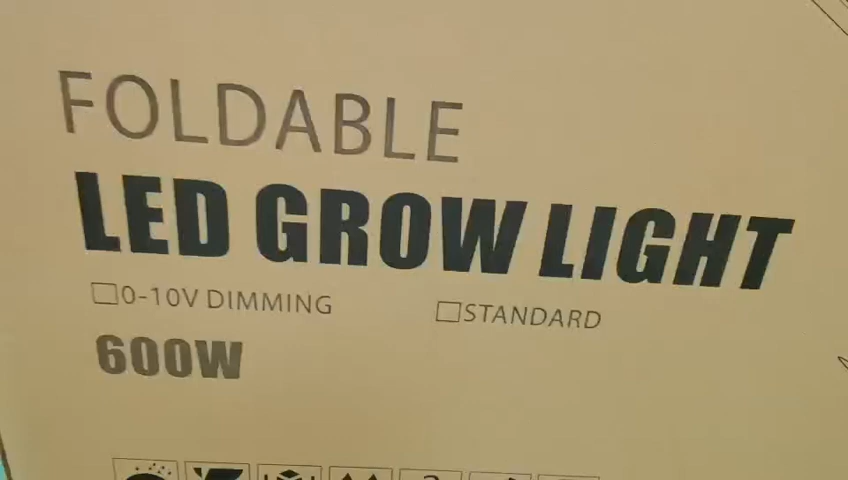 FOLDABLE
LED GROW LIGHT
☐0-10V DIMMING ☐STANDARD
600W